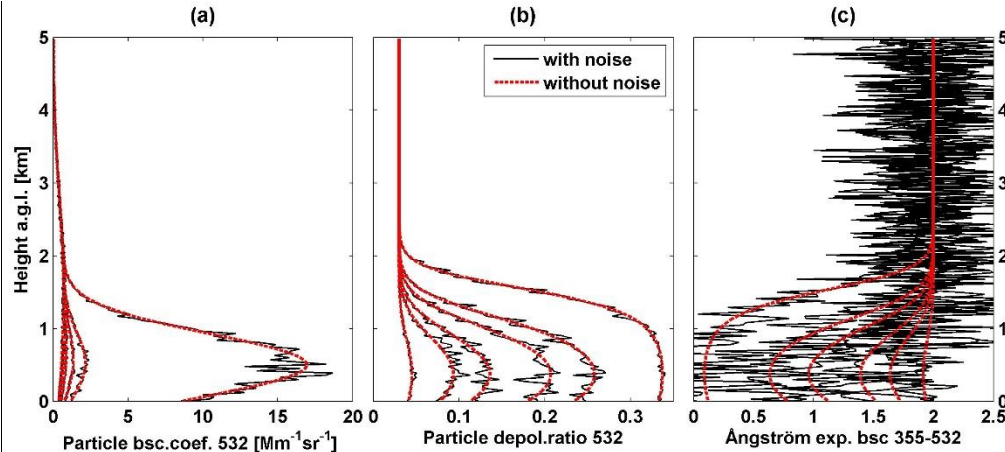 (a) (b) (c)
5 5
with noise
without noise
4 4
3 3
Height a.g.l. [km]
2 2
1 1
0 0
0 5 10 15 20 0 0.1 0.2 0.3 0 0.5 1 1.5 2 2.5
Particle bsc.coef. 532 [Mm⁻¹sr⁻¹] Particle depol.ratio 532 Ångström exp. bsc 355-532